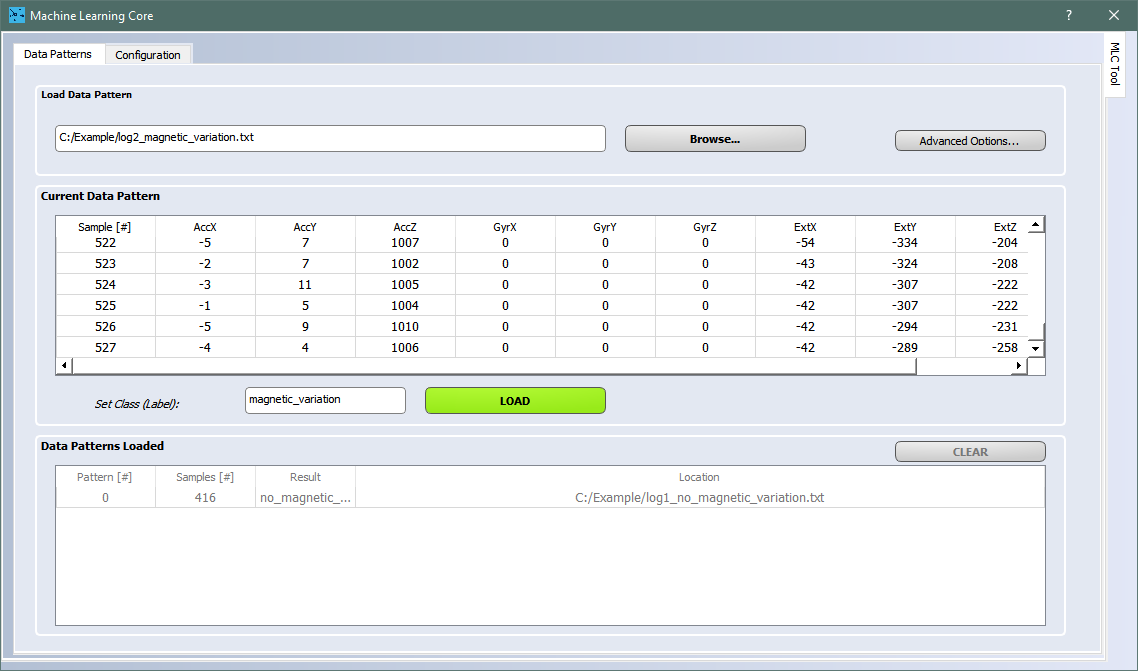 Machine Learning Core ?
Data Patterns Configuration
MLC Tool
Load Data Pattern
C:/Example/log2_magnetic_variation.txt Browse... Advanced Options...
Current Data Pattern
Sample [#] AccX AccY AccZ GyrX GyrY GyrZ ExtX ExtY ExtZ
522 -5 7 1007 0 0 0 -54 -334 -204
523 -2 7 1002 0 0 0 -43 -324 -208
524 -3 11 1005 0 0 0 -42 -307 -222
525 -1 5 1004 0 0 0 -42 -307 -222
526 -5 9 1010 0 0 0 -42 -294 -231
527 -4 4 1006 0 0 0 -42 -289 -258
Set Class (Label): magnetic_variation LOAD
Data Patterns Loaded CLEAR
Pattern [#] Samples [#] Result Location
0 416 no_magnetic_... C:/Example/log1_no_magnetic_variation.txt